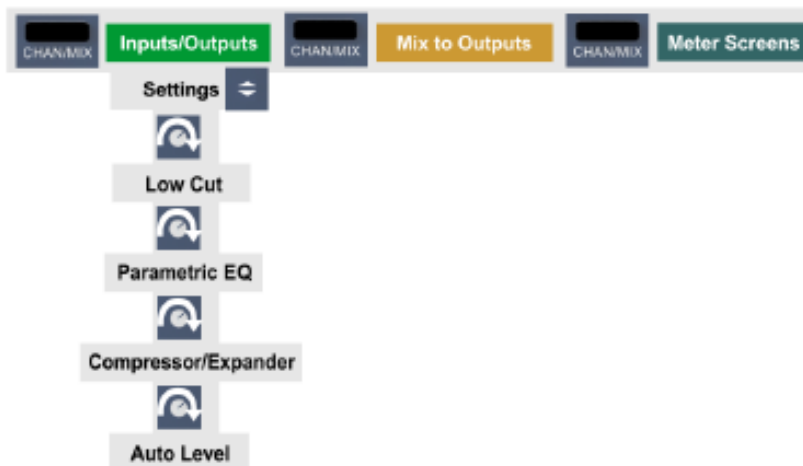 CHAN/MIX Inputs/Outputs CHAN/MIX Mix to Outputs CHAN/MIX Meter Screens
Settings
Low Cut
Parametric EQ
Compressor/Expander
Auto Level